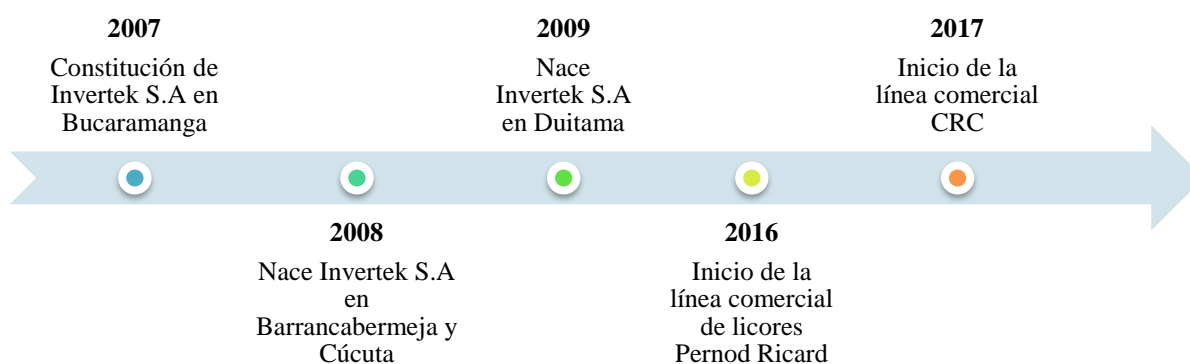 2007
Constitución de
Invertek S.A en
Bucaramanga
2008
Nace Invertek S.A
en
Barrancabermeja y
Cúcuta
2009
Nace
Invertek S.A
en Duitama
2016
Inicio de la
línea comercial
de licores
Pernod Ricard
2017
Inicio de la
línea comercial
CRC